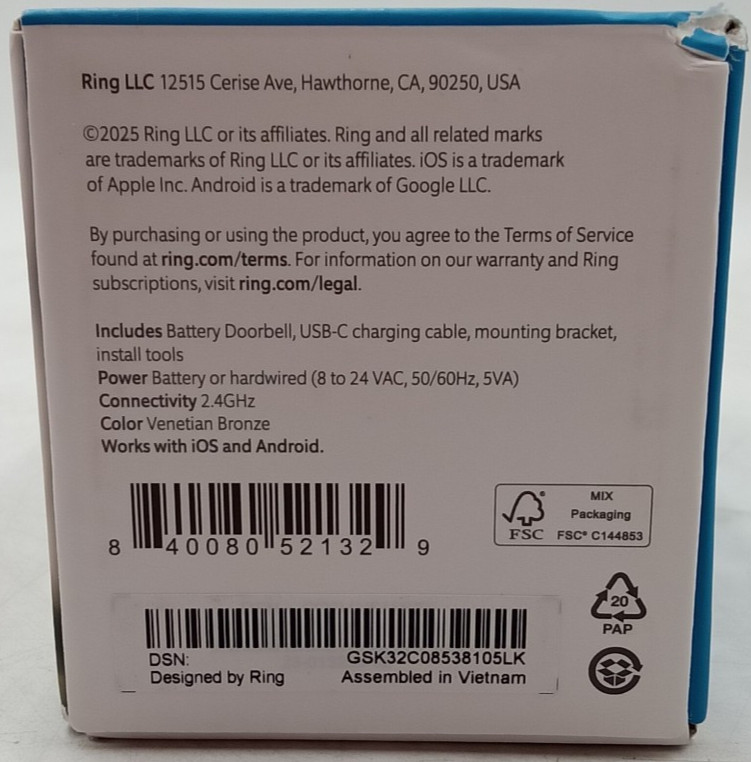 Ring LLC 12515 Cerise Ave, Hawthorne, CA, 90250, USA
©2025 Ring LLC or its affiliates. Ring and all related marks
are trademarks of Ring LLC or its affiliates. iOS is a trademark
of Apple Inc. Android is a trademark of Google LLC.
By purchasing or using the product, you agree to the Terms of Service
found at ring.com/terms. For information on our warranty and Ring
subscriptions, visit ring.com/legal.
Includes Battery Doorbell, USB-C charging cable, mounting bracket,
install tools
Power Battery or hardwired (8 to 24 VAC, 50/60Hz, 5VA)
Connectivity 2.4GHz
Color Venetian Bronze
Works with iOS and Android.
8 40080 52132 9
MIX
Packaging
FSC FSC® C144853
20
PAP
DSN: GSK32C08538105LK
Designed by Ring Assembled in Vietnam